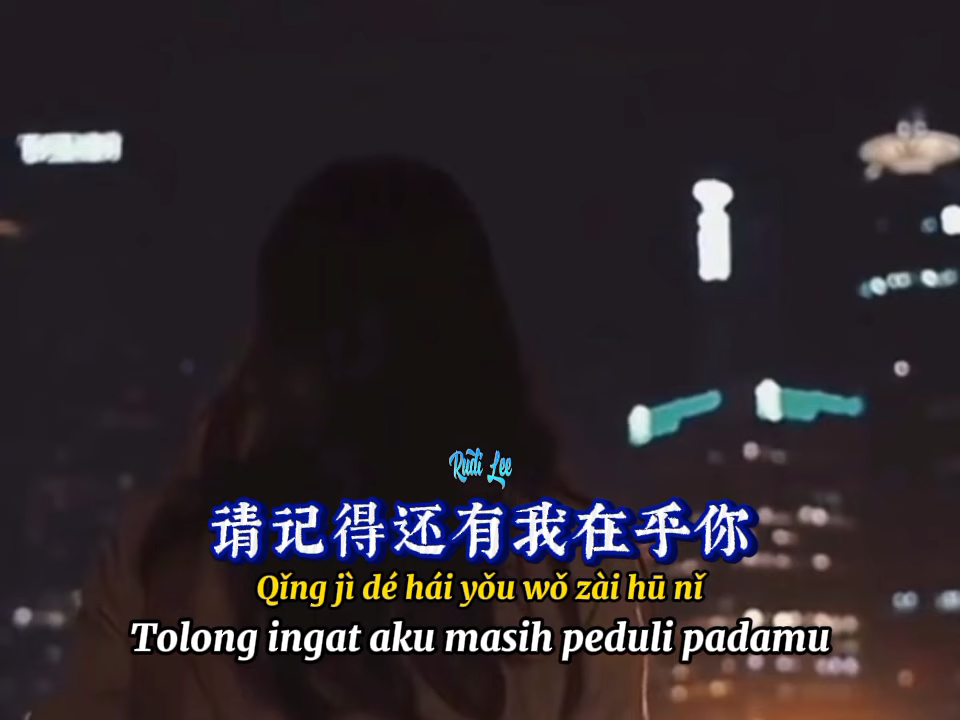 Rudi Lee
请记得还有我在乎你
Qǐng jì dé hái yǒu wǒ zài hū nǐ
Tolong ingat aku masih peduli padamu